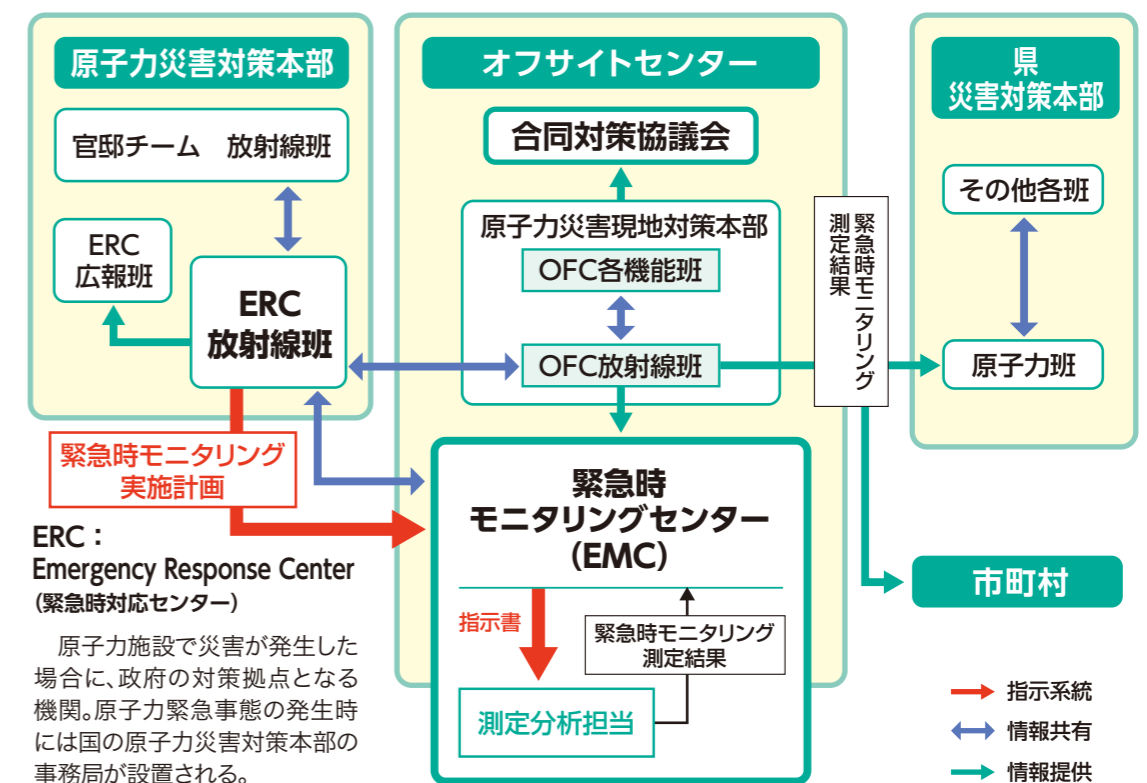 原子力災害対策本部
官邸チーム　放射線班
ERC
広報班
ERC
放射線班
緊急時モニタリング
実施計画
ERC：
Emergency Response Center
（緊急時対応センター）
　原子力施設で災害が発生した
場合に、政府の対策拠点となる
機関。原子力緊急事態の発生時
には国の原子力災害対策本部の
事務局が設置される。
オフサイトセンター
合同対策協議会
原子力災害現地対策本部
OFC各機能班
OFC放射線班
緊急時
モニタリングセンター
（EMC）
指示書
緊急時モニタリング
測定結果
測定分析担当
緊急時モニタリング
測定結果
県
災害対策本部
その他各班
原子力班
市町村
指示系統
情報共有
情報提供